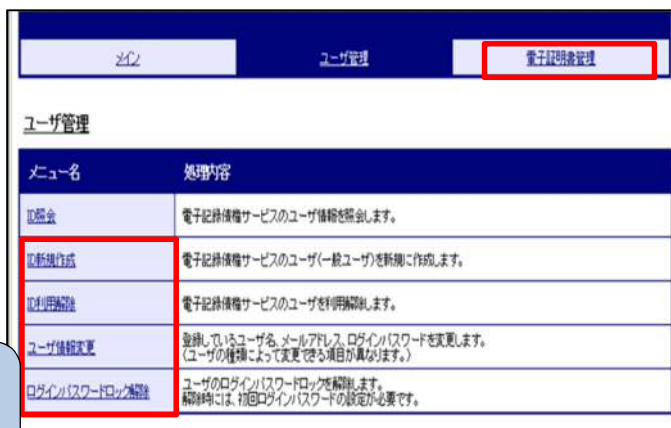 メイン ユーザ管理 電子証明書管理
ユーザ管理
メニュー名 処理内容
ID照会 電子記録債権サービスのユーザ情報を照会します。
ID新規作成 電子記録債権サービスのユーザ(一般ユーザ)を新規に作成します。
ID利用解除 電子記録債権サービスのユーザを利用解除します。
ユーザ情報変更 登録しているユーザ名、メールアドレス、ログインパスワードを変更します。
(ユーザの種類によって変更できる項目が異なります。)
ログインパスワードロック解除 ユーザのログインパスワードロックを解除します。
解除時には、初回ログインパスワードの設定が必要です。